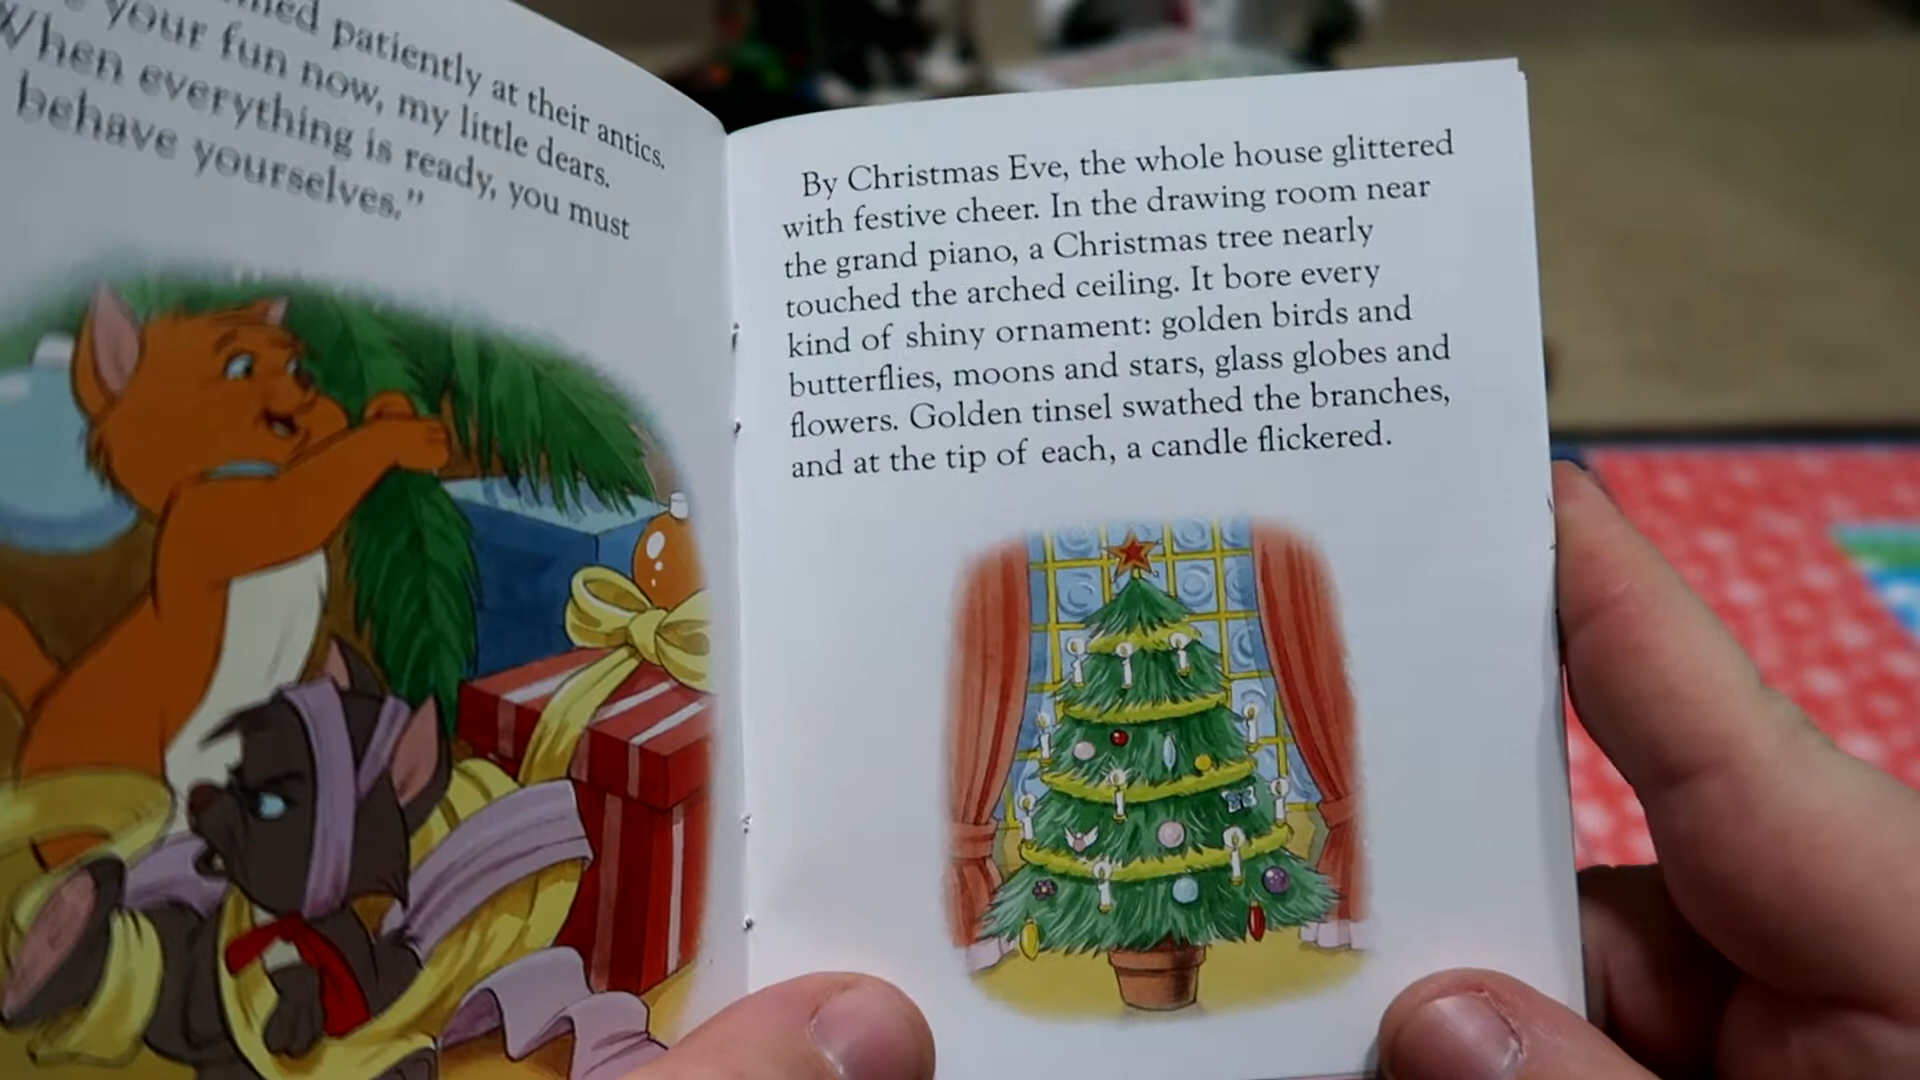 patiently at their antics.
your fun now, my little dears.
When everything is ready, you must
behave yourselves.”
By Christmas Eve, the whole house glittered
with festive cheer. In the drawing room near
the grand piano, a Christmas tree nearly
touched the arched ceiling. It bore every
kind of shiny ornament: golden birds and
butterflies, moons and stars, glass globes and
flowers. Golden tinsel swathed the branches,
and at the tip of each, a candle flickered.